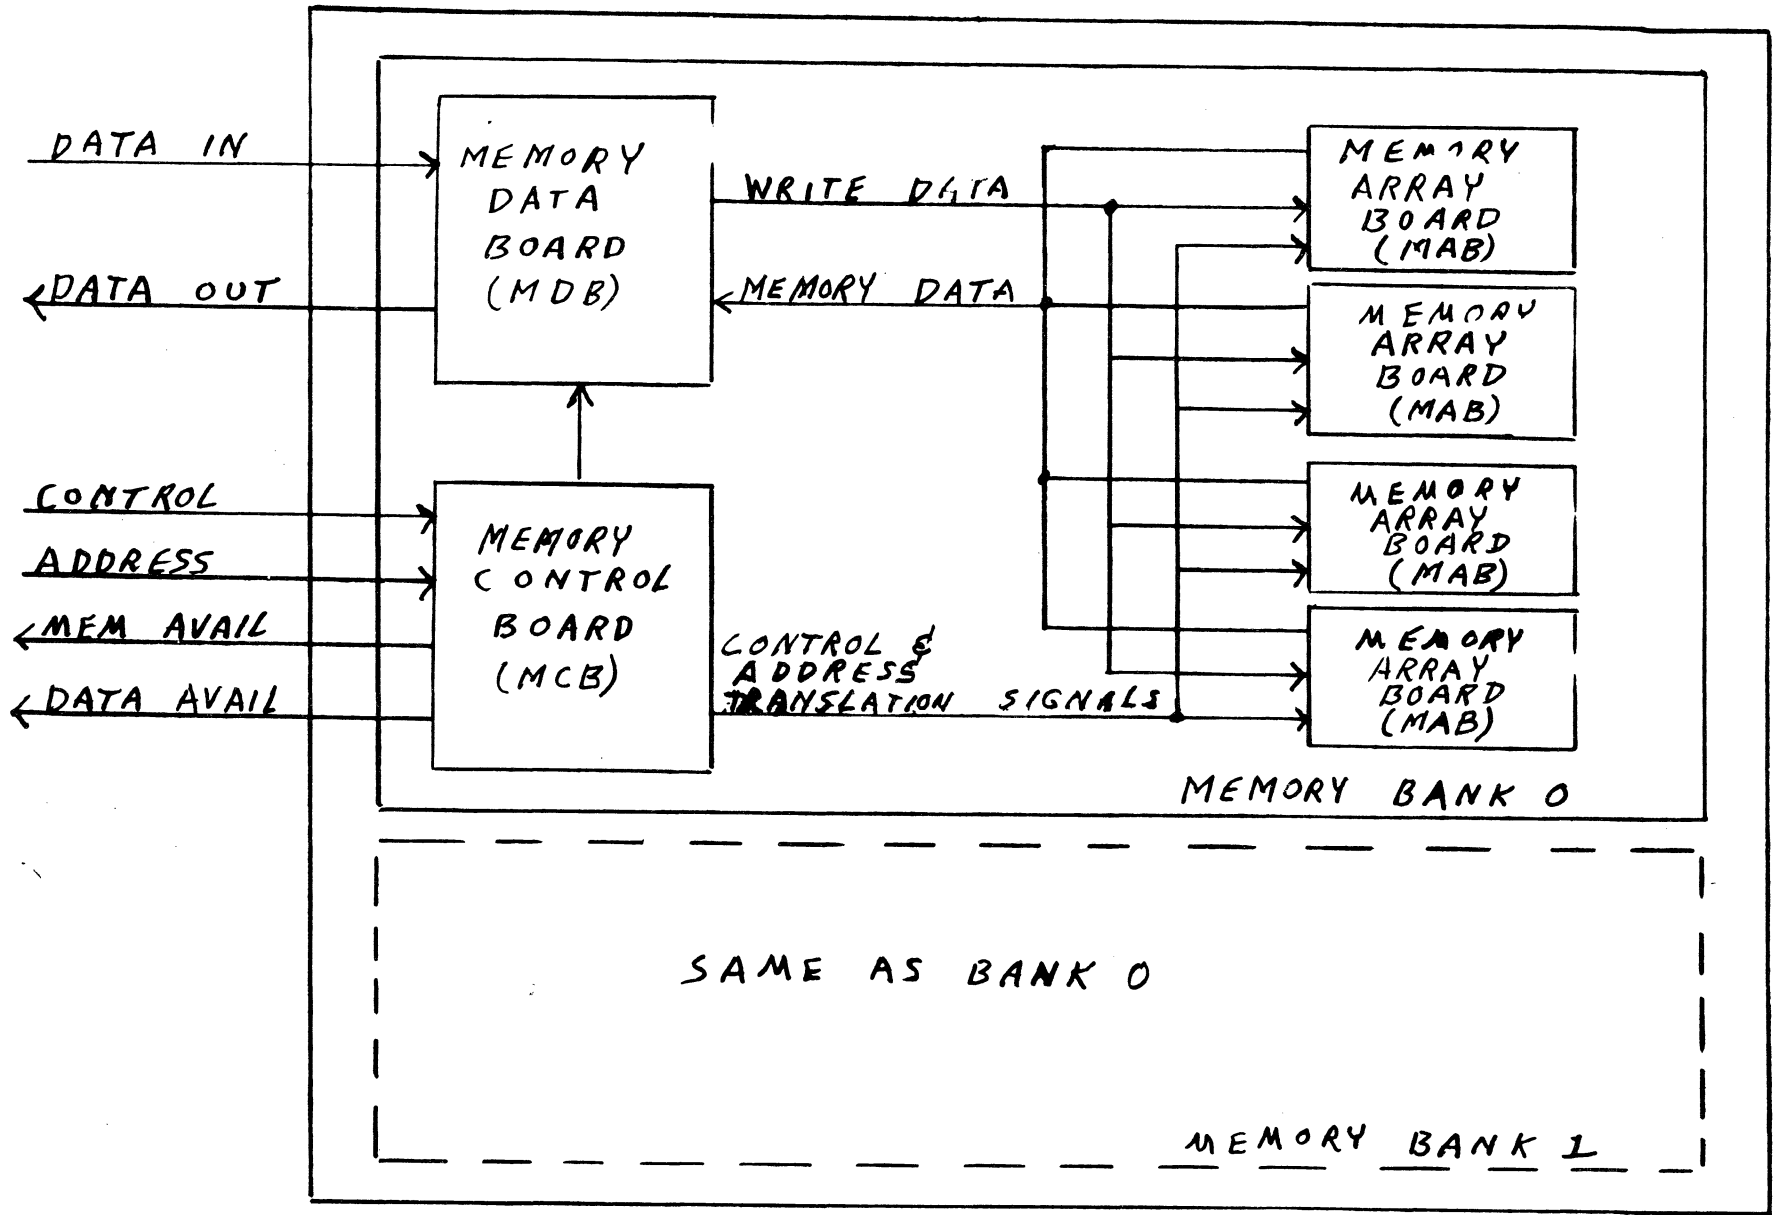 DATA IN
DATA OUT
MEMORY
DATA
BOARD
(MDB)
WRITE DATA
MEMORY DATA
MEMORY
ARRAY
BOARD
(MAB)
MEMORY
ARRAY
BOARD
(MAB)
MEMORY
ARRAY
BOARD
(MAB)
MEMORY
ARRAY
BOARD
(MAB)
CONTROL
ADDRESS
MEM AVAIL
DATA AVAIL
MEMORY
CONTROL
BOARD
(MCB)
CONTROL &
ADDRESS
TRANSLATION SIGNALS
MEMORY BANK 0
SAME AS BANK 0
MEMORY BANK 1